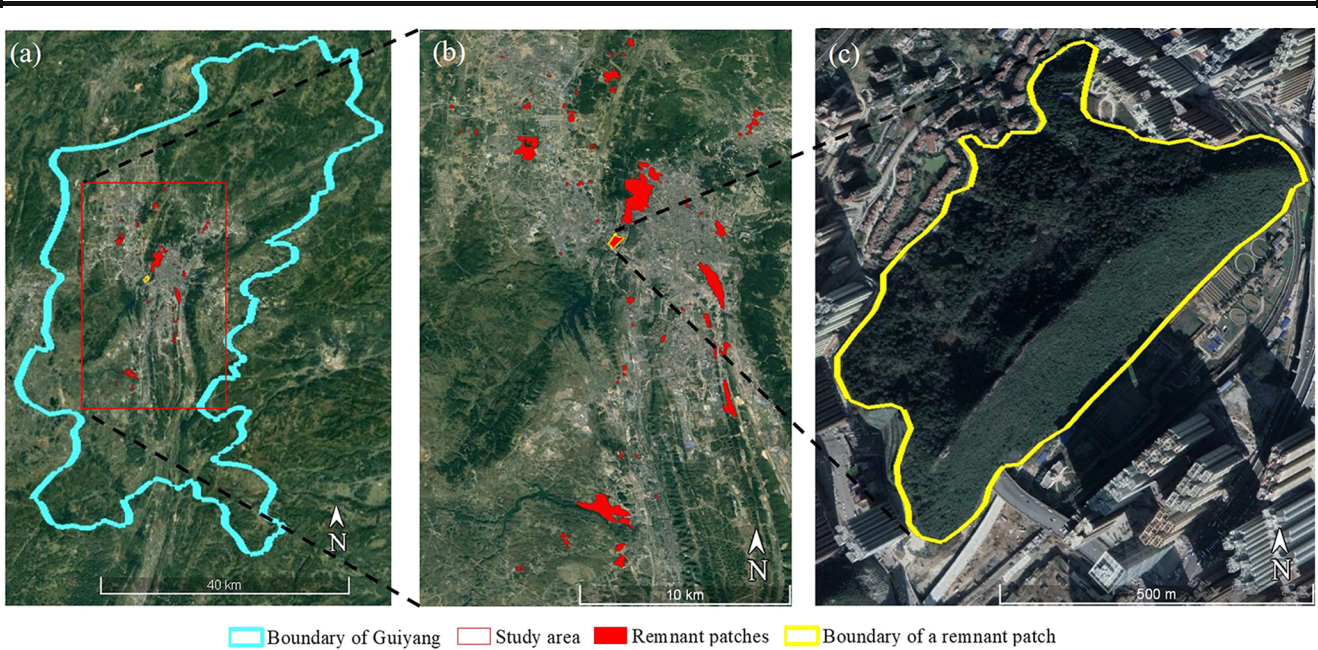 (a)
(b)
(c)
N
N
N
40 km
10 km
500 m
Boundary of Guiyang Study area Remnant patches Boundary of a remnant patch